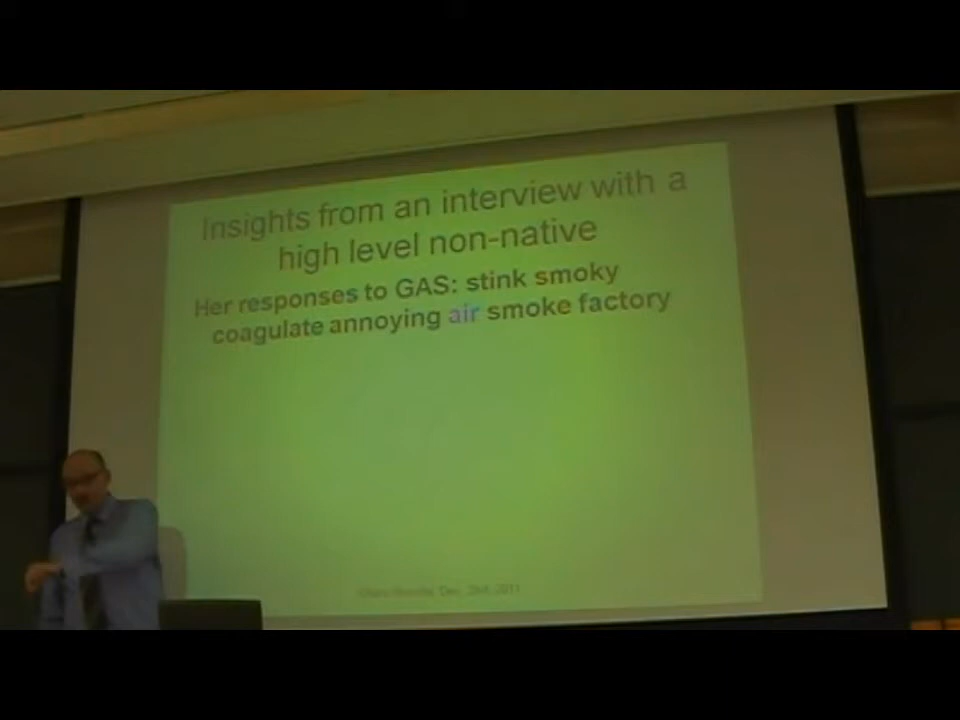 Insights from an interview with a
high level non-native
Her responses to GAS: stink smoky
coagulate annoying air smoke factory
2011